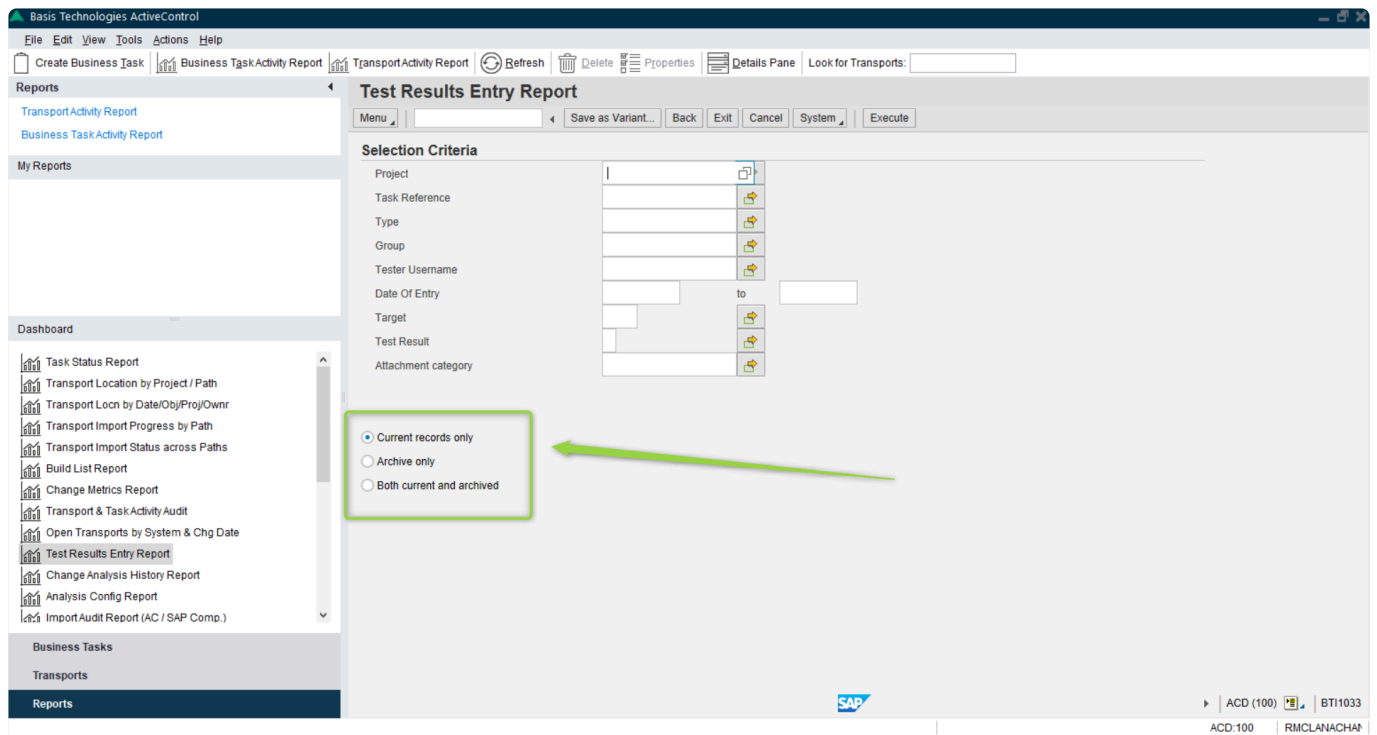 Basis Technologies ActiveControl
File Edit View Tools Actions Help
Create Business Task Business Task Activity Report Transport Activity Report Refresh Delete Properties Details Pane Look for Transports:
Reports
Transport Activity Report
Business Task Activity Report
My Reports
Dashboard
Task Status Report
Transport Location by Project / Path
Transport Locn by Date/Obj/Proj/Ownr
Transport Import Progress by Path
Transport Import Status across Paths
Build List Report
Change Metrics Report
Transport & Task Activity Audit
Open Transports by System & Chg Date
Test Results Entry Report
Change Analysis History Report
Analysis Config Report
Import Audit Report (AC / SAP Comp.)
Business Tasks
Transports
Reports
Test Results Entry Report
Menu Save as Variant... Back Exit Cancel System Execute
Selection Criteria
Project
Task Reference
Type
Group
Tester Username
Date Of Entry to
Target
Test Result
Attachment category
Current records only
Archive only
Both current and archived
SAP ACD (100) BTI1033
ACD:100 RMCLANACHAN